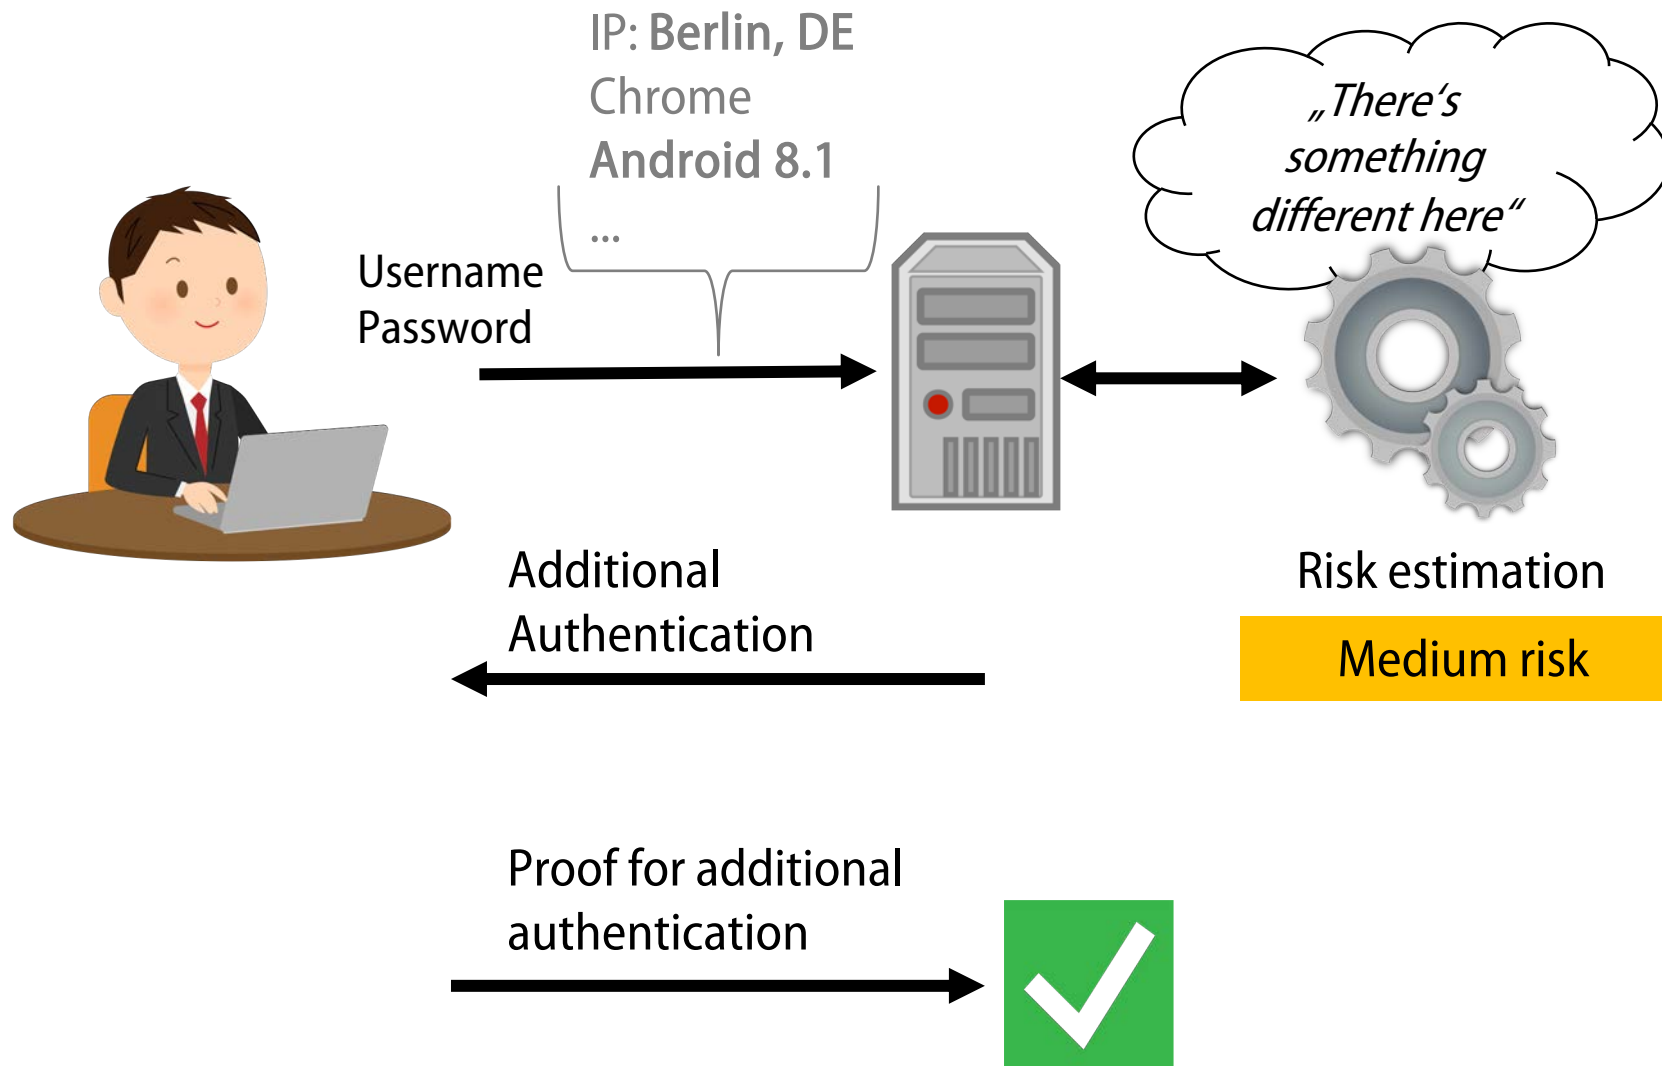 IP: Berlin, DE
Chrome
Android 8.1
...
Username
Password
„There‘s
something
different here“
Additional
Authentication
Risk estimation
Medium risk
Proof for additional
authentication